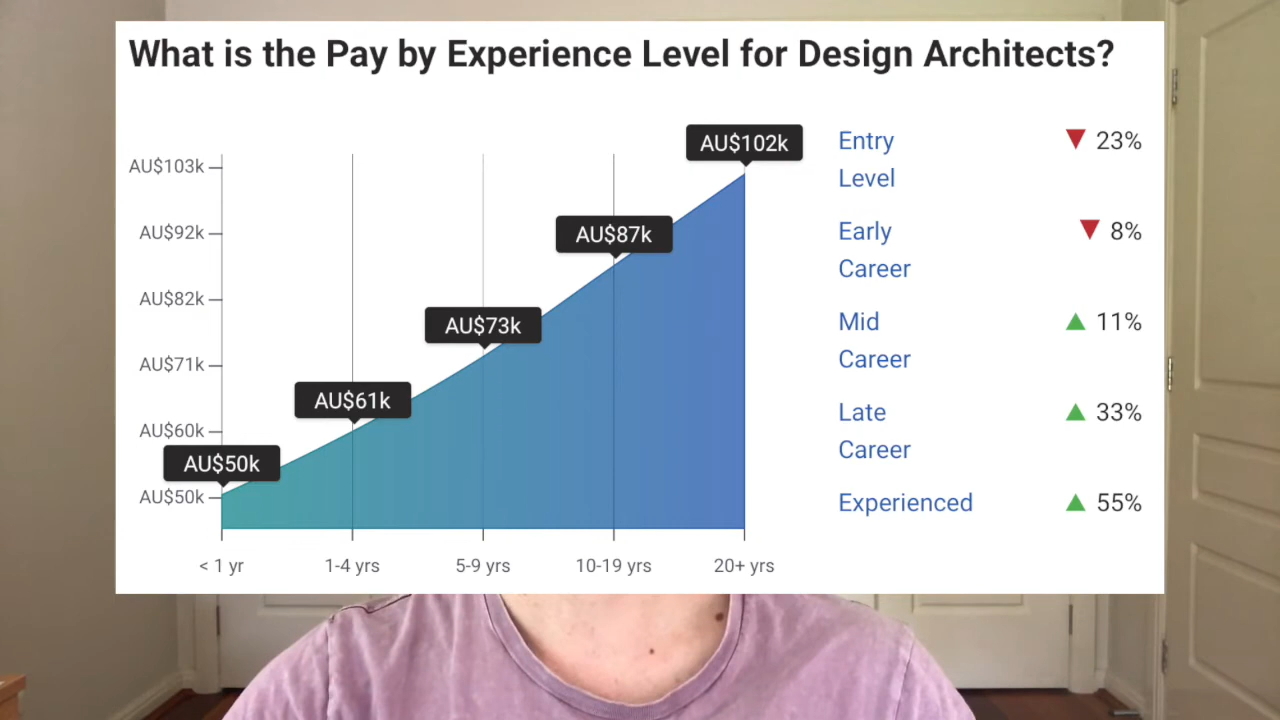 What is the Pay by Experience Level for Design Architects?
AU$103k
AU$92k
AU$82k
AU$71k
AU$60k
AU$50k
AU$50k
AU$61k
AU$73k
AU$87k
AU$102k
< 1 yr
1-4 yrs
5-9 yrs
10-19 yrs
20+ yrs
Entry
Level
23%
Early
Career
8%
Mid
Career
11%
Late
Career
33%
Experienced
55%